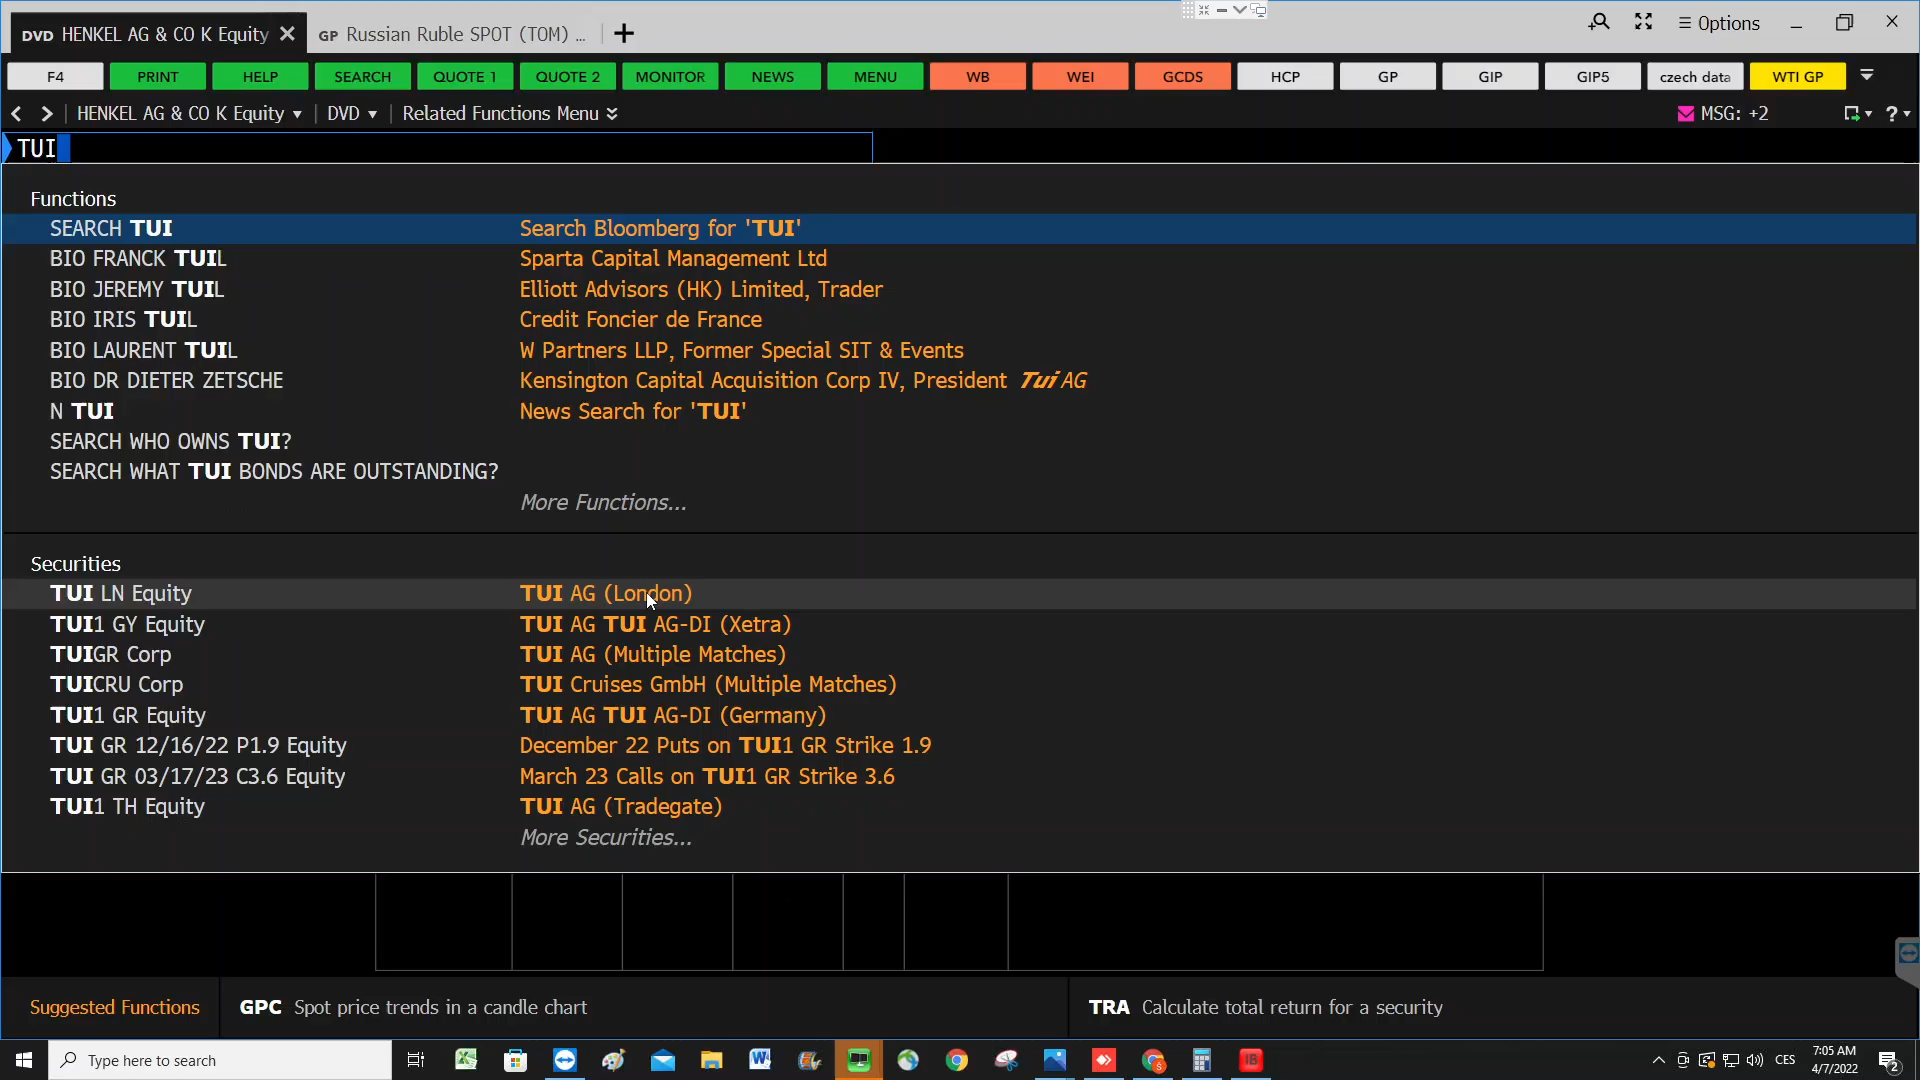 DVD HENKEL AG & CO K Equity
GP Russian Ruble SPOT (TOM) ...
Options
F4 PRINT HELP SEARCH QUOTE 1 QUOTE 2 MONITOR NEWS MENU WB WEI GCDS HCP GP GIP GIP5 czech data WTI GP
HENKEL AG & CO K Equity DVD Related Functions Menu MSG: +2 ?
TUI
Functions
SEARCH TUI Search Bloomberg for 'TUI'
BIO FRANCK TUIL Sparta Capital Management Ltd
BIO JEREMY TUIL Elliott Advisors (HK) Limited, Trader
BIO IRIS TUIL Credit Foncier de France
BIO LAURENT TUIL W Partners LLP, Former Special SIT & Events
BIO DR DIETER ZETSCHE Kensington Capital Acquisition Corp IV, President Tui AG
N TUI News Search for 'TUI'
SEARCH WHO OWNS TUI?
SEARCH WHAT TUI BONDS ARE OUTSTANDING?
More Functions...
Securities
TUI LN Equity TUI AG (London)
TUI1 GY Equity TUI AG TUI AG-DI (Xetra)
TUIGR Corp TUI AG (Multiple Matches)
TUICRU Corp TUI Cruises GmbH (Multiple Matches)
TUI1 GR Equity TUI AG TUI AG-DI (Germany)
TUI GR 12/16/22 P1.9 Equity December 22 Puts on TUI1 GR Strike 1.9
TUI GR 03/17/23 C3.6 Equity March 23 Calls on TUI1 GR Strike 3.6
TUI1 TH Equity TUI AG (Tradegate)
More Securities...
Suggested Functions GPC Spot price trends in a candle chart TRA Calculate total return for a security
Type here to search
CES
7:05 AM
4/7/2022
2